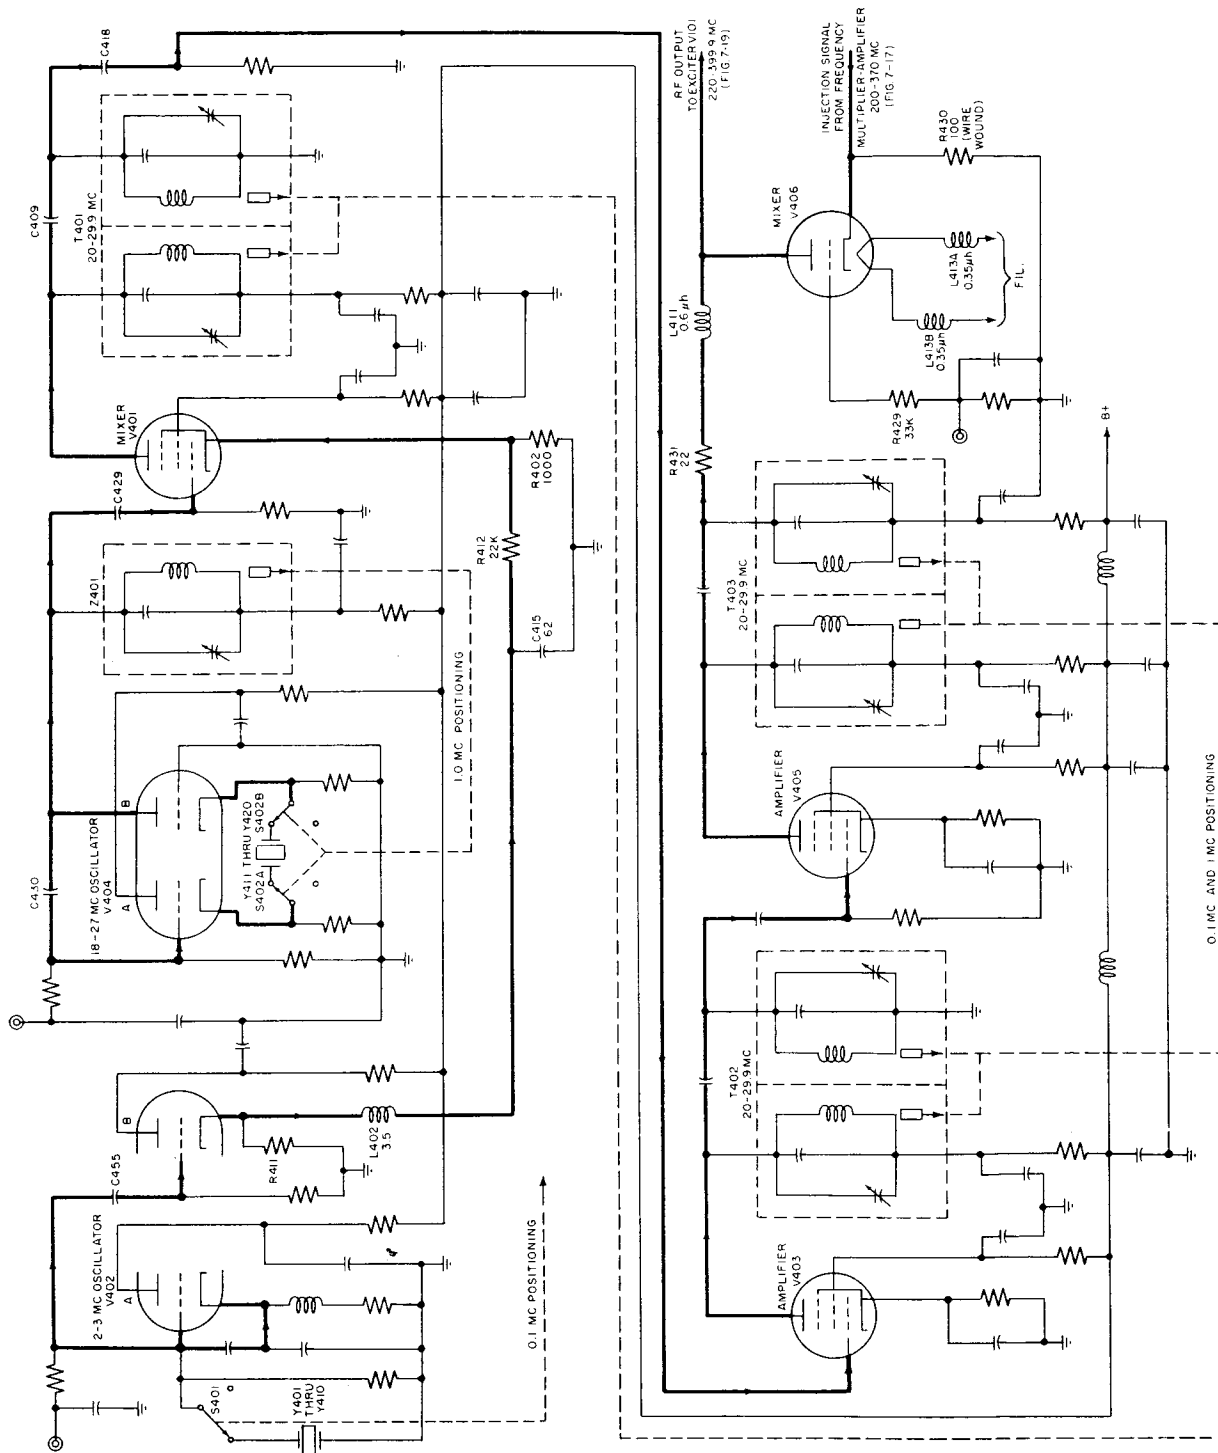 2-3 MC OSCILLATOR
V402
A
B
C455
R411
L402
3.5
S401
Y401
THRU
Y410
0.1 MC POSITIONING
C430
18-27 MC OSCILLATOR
V404
A
B
Y411 THRU Y420
S402A
S402B
1.0 MC POSITIONING
Z401
C429
MIXER
V401
R412
22K
C415
62
R402
1000
C409
T401
20-29.9 MC
C418
AMPLIFIER
V403
T402
20-29.9 MC
AMPLIFIER
V405
T403
20-29.9 MC
R431
22
L411
0.6 µh
RF OUTPUT
TO EXCITER V101
220-399.9 MC
(FIG. 7-19)
MIXER
V406
INJECTION SIGNAL
FROM FREQUENCY
MULTIPLIER-AMPLIFIER
200-370 MC
(FIG. 7-17)
R430
100
(WIRE
WOUND)
L413A
0.35µh
L413B
0.35µh
FIL.
R429
33K
B+
0.1 MC AND 1 MC POSITIONING